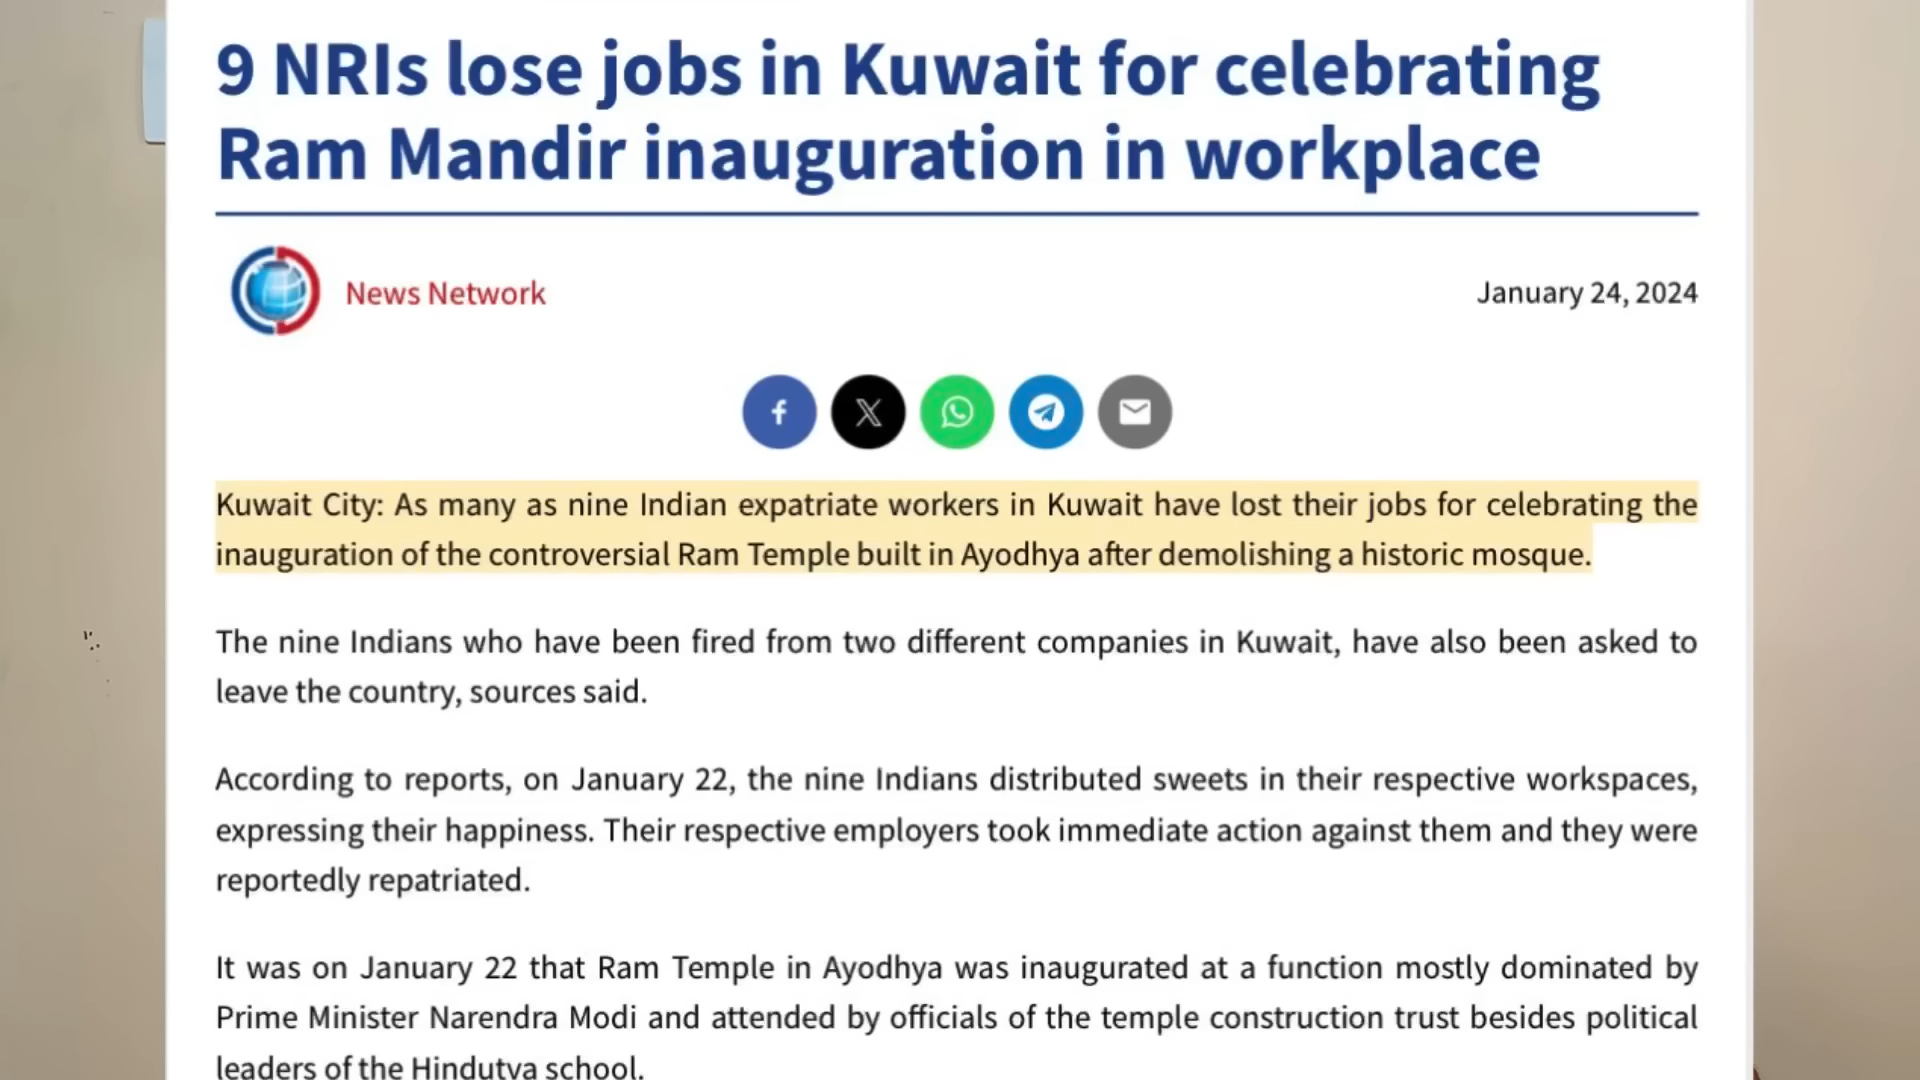 9 NRIs lose jobs in Kuwait for celebrating
Ram Mandir inauguration in workplace
News Network
January 24, 2024
Kuwait City: As many as nine Indian expatriate workers in Kuwait have lost their jobs for celebrating the
inauguration of the controversial Ram Temple built in Ayodhya after demolishing a historic mosque.
The nine Indians who have been fired from two different companies in Kuwait, have also been asked to
leave the country, sources said.
According to reports, on January 22, the nine Indians distributed sweets in their respective workspaces,
expressing their happiness. Their respective employers took immediate action against them and they were
reportedly repatriated.
It was on January 22 that Ram Temple in Ayodhya was inaugurated at a function mostly dominated by
Prime Minister Narendra Modi and attended by officials of the temple construction trust besides political
leaders of the Hindutva school.